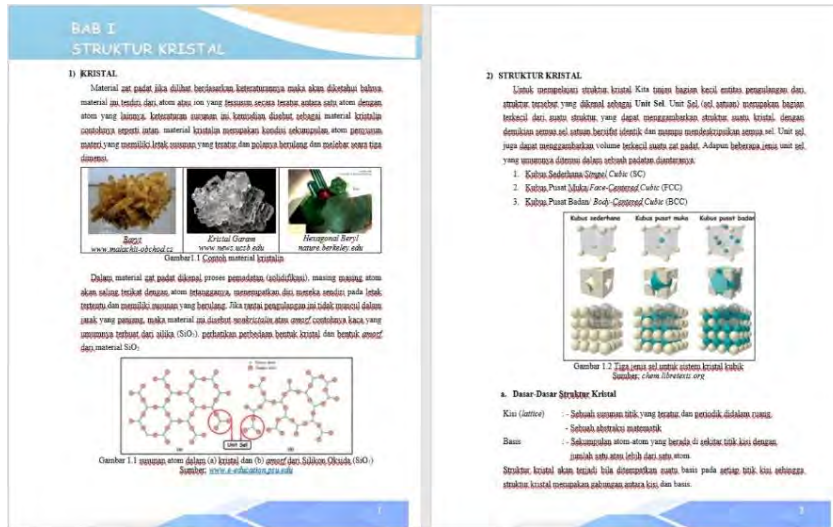 BAB I
STRUKTUR KRISTAL
1) KRISTAL
Material zat padat jika dilihat berdasarkan keteraturannya maka akan diketahui bahwa
material ini terdiri dari atom atau ion yang tersusun secara teratur antara satu atom dengan
atom yang lainnya, keteraturan susunan ini kemudian disebut sebagai material kristalin
contohnya seperti intan, material kristalin merupakan kondisi sekumpulan atom penyusun
materi yang memiliki letak susunan yang teratur dan polanya berulang dan melebar secara tiga
dimensi.
Baryt
www.malachis-obchod.cz
Kristal Garam
www.news.ucsb.edu
Hexagonal Beryl
nature.berkeley.edu
Gambar1.1 Contoh material kristalin
Dalam material zat padat dikenal proses pemadatan (solidifikasi), masing masing atom
akan saling terikat dengan atom tetangganya, menempatkan diri mereka sendiri pada letak
tertentu dan memiliki susunan yang berulang. Jika rantai pengulangan ini tidak muncul dalam
jarak yang panjang, maka material ini disebut nonkristalin atau amorf contohnya kaca yang
umumnya terbuat dari silika (SiO₂), perhatikan perbedaan bentuk kristal dan bentuk amorf
dari material SiO₂
(a)
(b)
Unit Sel
Gambar 1.1 susunan atom dalam (a) kristal dan (b) amorf dari Silikon Oksida (SiO₂)
Sumber: www.e-education.psu.edu
1
2) STRUKTUR KRISTAL
Untuk mempelajari struktur kristal Kita tinjau bagian kecil entitas pengulangan dari
struktur tersebut yang dikenal sebagai Unit Sel. Unit Sel (sel satuan) merupakan bagian
terkecil dari suatu struktur yang dapat menggambarkan struktur suatu kristal, dengan
demikian semua sel satuan bersifat identik dan mampu mendeskripsikan semua sel. Unit sel
juga dapat menggambarkan volume terkecil suatu zat padat. Adapun beberapa jenis unit sel
yang umumnya ditemui dalam sebuah padatan diantaranya:
1. Kubus Sederhana/Simpel Cubic (SC)
2. Kubus Pusat Muka/Face-Centered Cubic (FCC)
3. Kubus Pusat Badan/ Body-Centered Cubic (BCC)
Kubus sederhana Kubus pusat muka Kubus pusat badan
Gambar 1.2 Tiga jenis sel untuk sistem kristal kubik
Sumber: chem.libretexts.org
a. Dasar-Dasar Struktur Kristal
Kisi (lattice) : - Sebuah susunan titik yang teratur dan periodik didalam ruang.
- Sebuah abstraksi matematik
Basis : - Sekumpulan atom-atom yang berada di sekitar titik kisi dengan
jumlah satu atau lebih dari satu atom
Struktur kristal akan terjadi bila ditempatkan suatu basis pada setiap titik kisi sehingga
struktur kristal merupakan gabungan antara kisi dan basis.